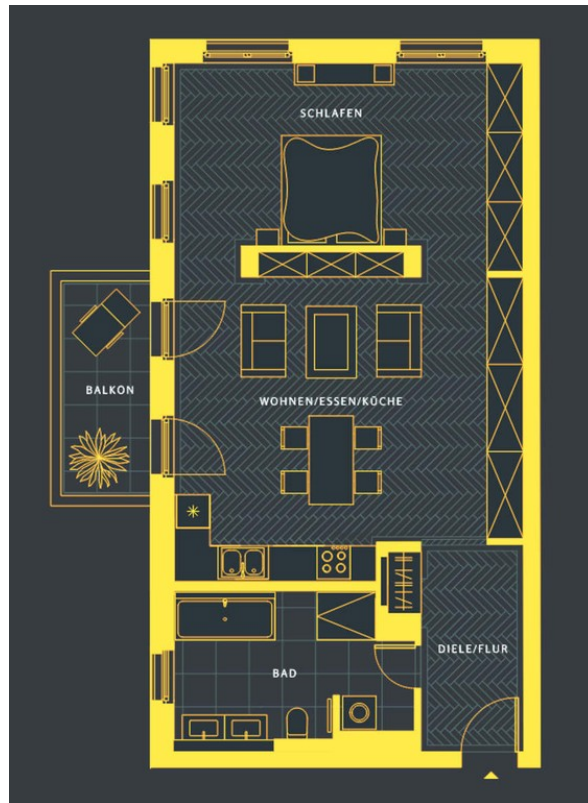 SCHLAFEN
BALKON
WOHNEN/ESSEN/KÜCHE
DIELE/FLUR
BAD